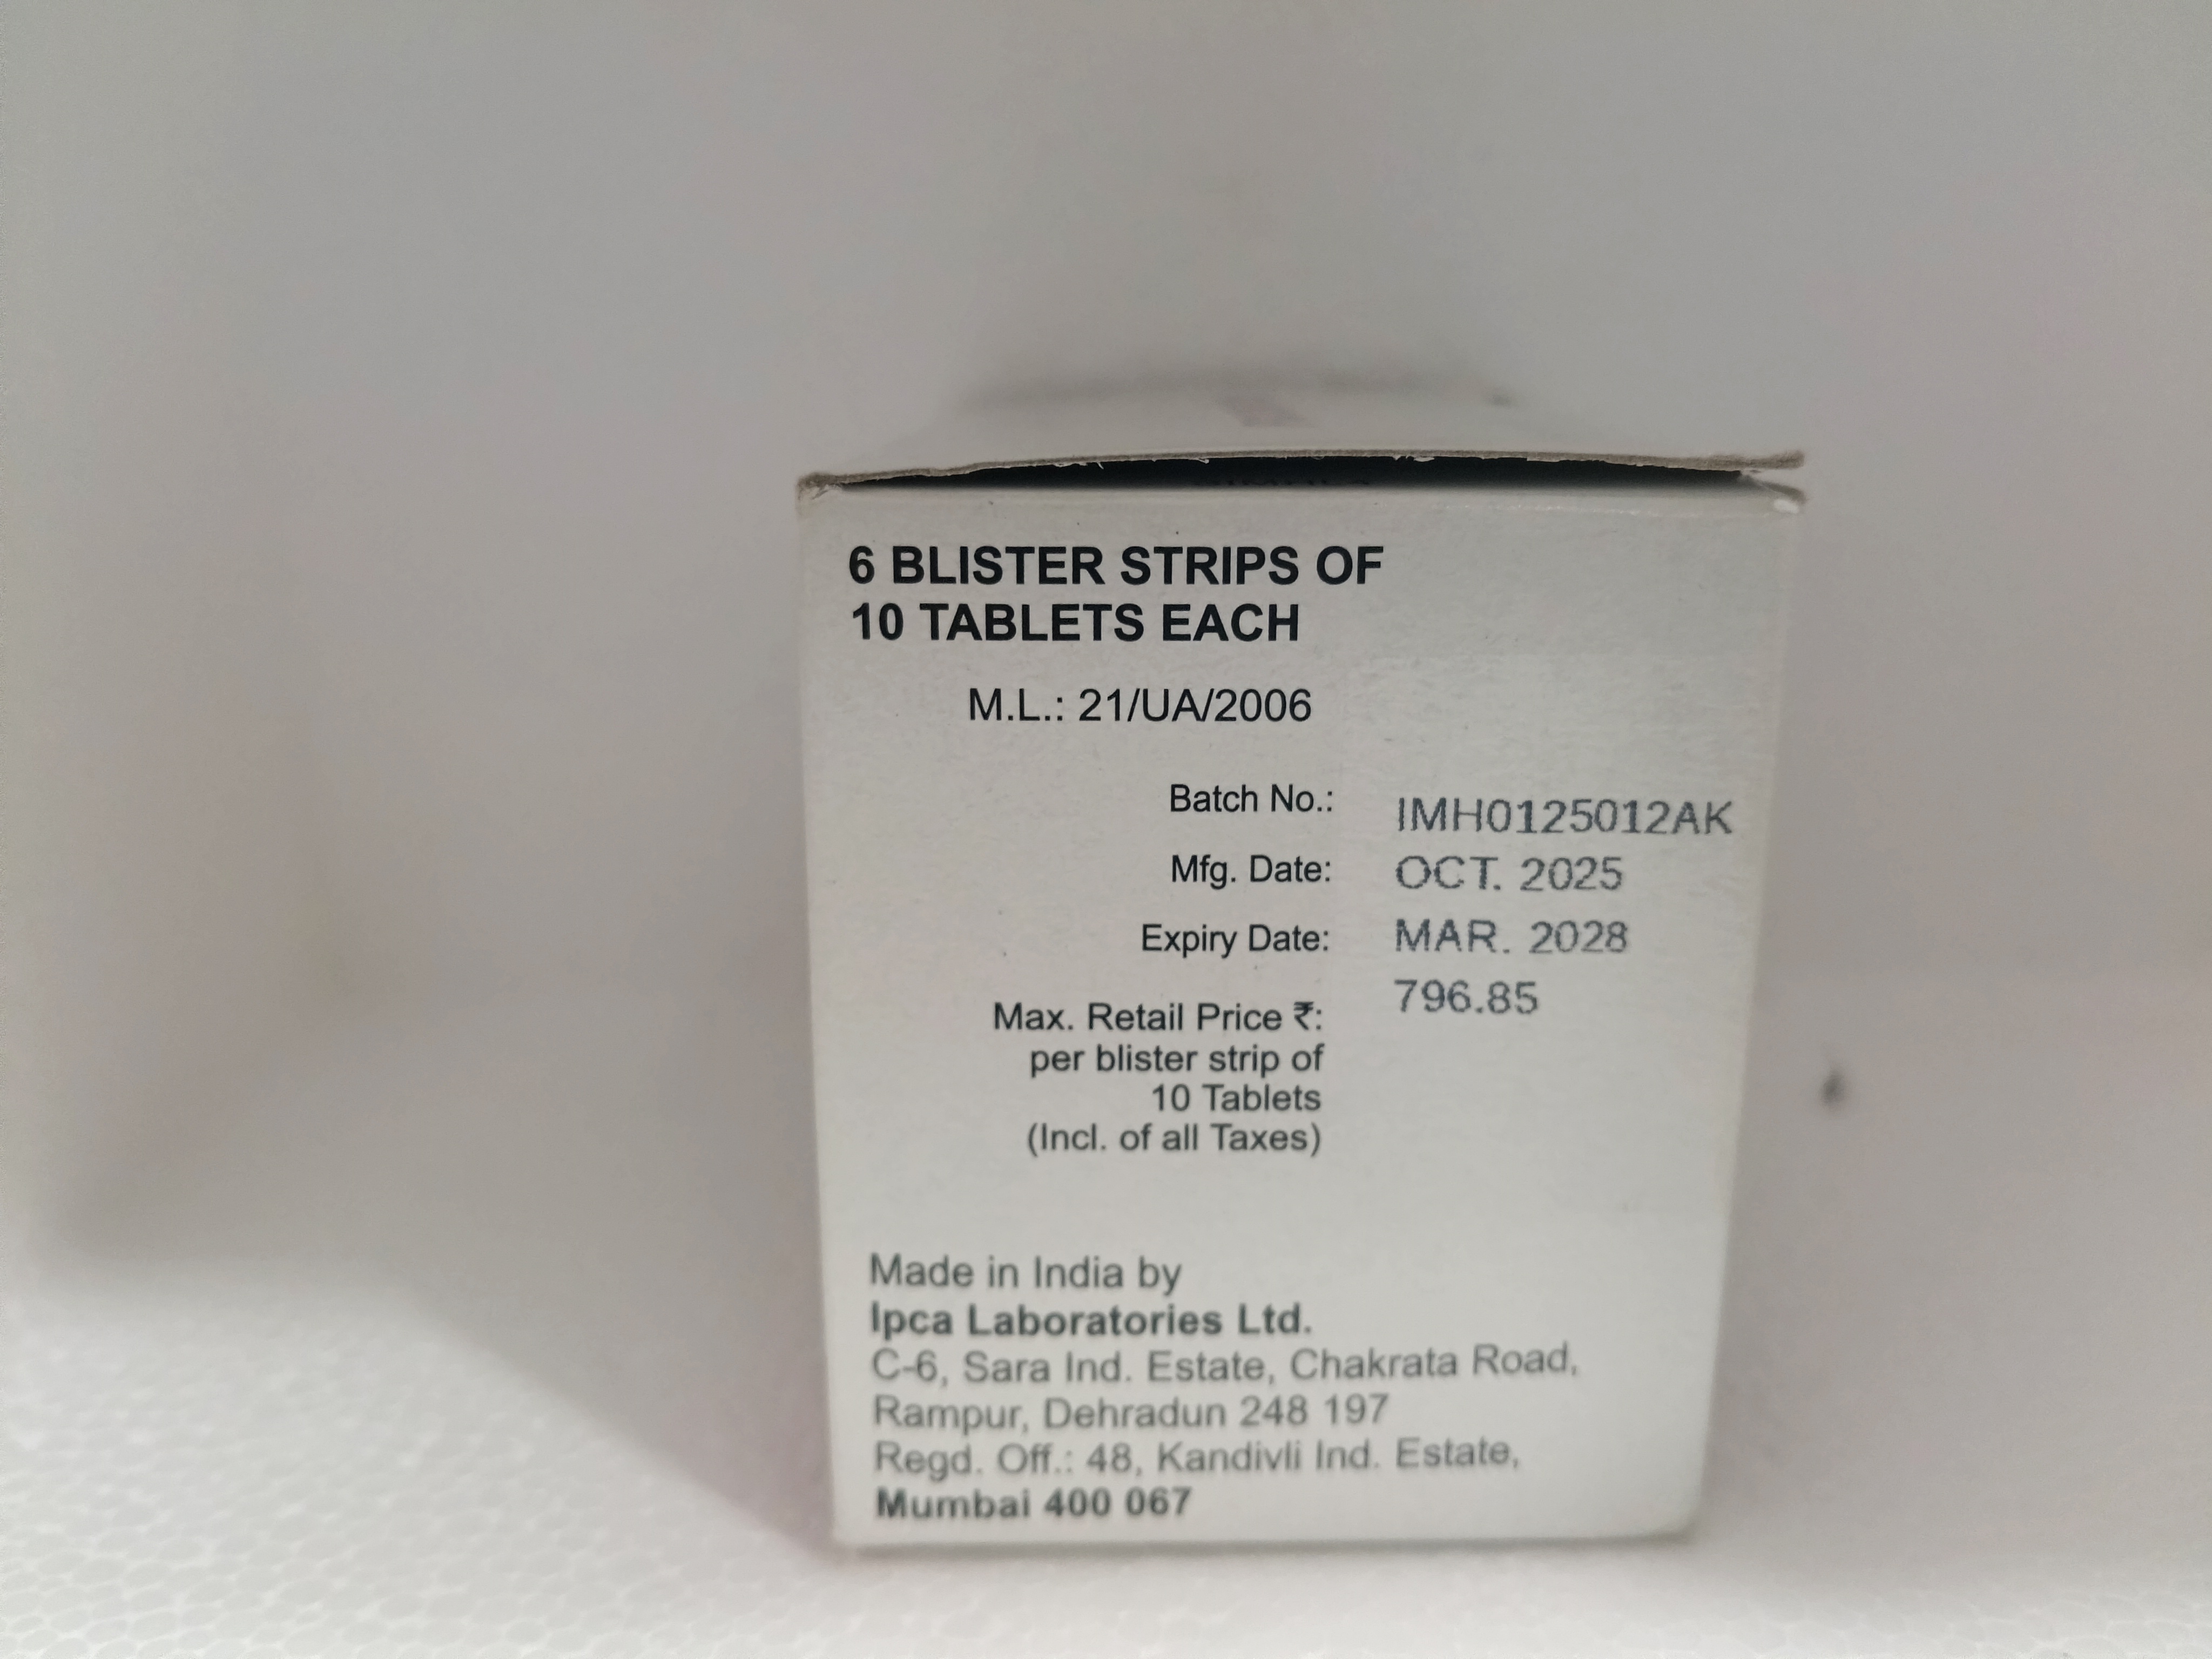 6 BLISTER STRIPS OF
10 TABLETS EACH
M.L.: 21/UA/2006
Batch No.: IMH0125012AK
Mfg. Date: OCT. 2025
Expiry Date: MAR. 2028
Max. Retail Price ₹: 796.85
per blister strip of
10 Tablets
(Incl. of all Taxes)
Made in India by
Ipca Laboratories Ltd.
C-6, Sara Ind. Estate, Chakrata Road,
Rampur, Dehradun 248 197
Regd. Off.: 48, Kandivli Ind. Estate,
Mumbai 400 067